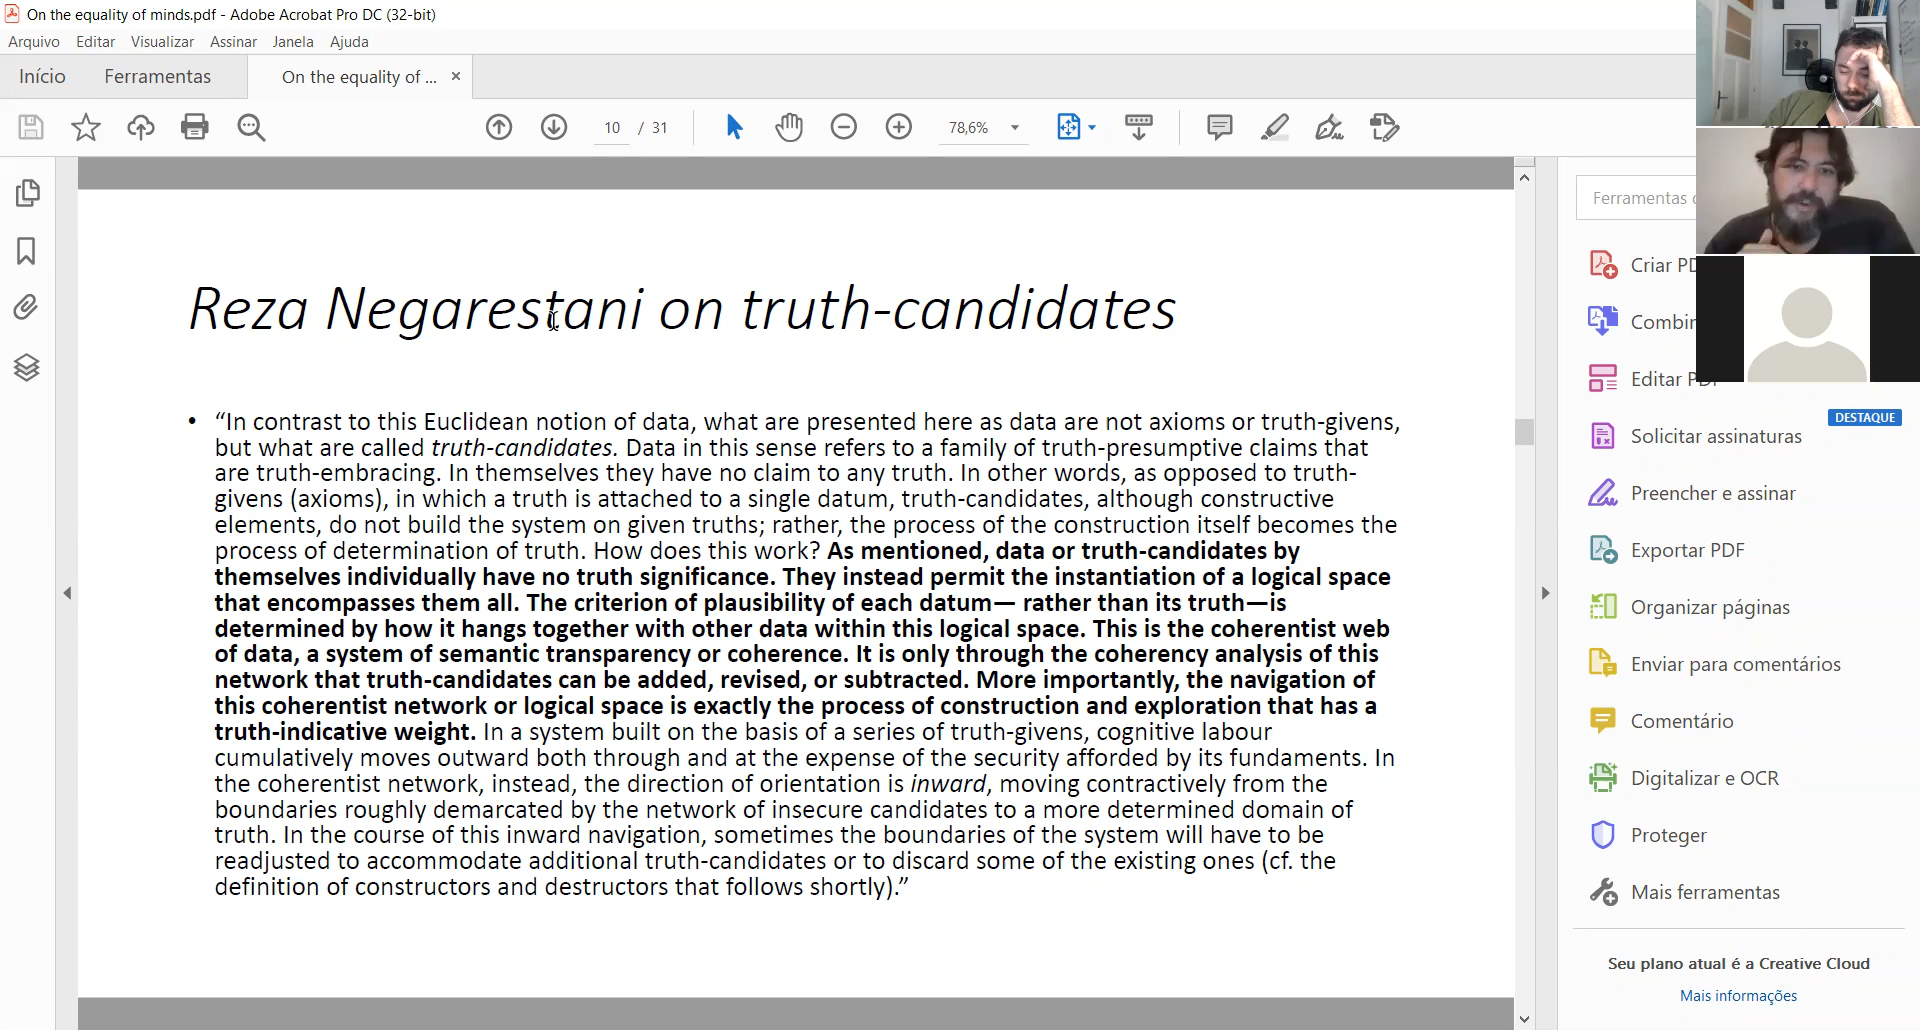 On the equality of minds.pdf - Adobe Acrobat Pro DC (32-bit)
Arquivo Editar Visualizar Assinar Janela Ajuda
Início Ferramentas On the equality of ... ×
10 / 31 78,6%
Reza Negarestani on truth-candidates
• “In contrast to this Euclidean notion of data, what are presented here as data are not axioms or truth-givens,
but what are called truth-candidates. Data in this sense refers to a family of truth-presumptive claims that
are truth-embracing. In themselves they have no claim to any truth. In other words, as opposed to truth-
givens (axioms), in which a truth is attached to a single datum, truth-candidates, although constructive
elements, do not build the system on given truths; rather, the process of the construction itself becomes the
process of determination of truth. How does this work? As mentioned, data or truth-candidates by
themselves individually have no truth significance. They instead permit the instantiation of a logical space
that encompasses them all. The criterion of plausibility of each datum— rather than its truth—is
determined by how it hangs together with other data within this logical space. This is the coherentist web
of data, a system of semantic transparency or coherence. It is only through the coherency analysis of this
network that truth-candidates can be added, revised, or subtracted. More importantly, the navigation of
this coherentist network or logical space is exactly the process of construction and exploration that has a
truth-indicative weight. In a system built on the basis of a series of truth-givens, cognitive labour
cumulatively moves outward both through and at the expense of the security afforded by its fundaments. In
the coherentist network, instead, the direction of orientation is inward, moving contractively from the
boundaries roughly demarcated by the network of insecure candidates to a more determined domain of
truth. In the course of this inward navigation, sometimes the boundaries of the system will have to be
readjusted to accommodate additional truth-candidates or to discard some of the existing ones (cf. the
definition of constructors and destructors that follows shortly).”
Ferramentas
Criar PD
Combin
Editar PDF
DESTAQUE
Solicitar assinaturas
Preencher e assinar
Exportar PDF
Organizar páginas
Enviar para comentários
Comentário
Digitalizar e OCR
Proteger
Mais ferramentas
Seu plano atual é a Creative Cloud
Mais informações